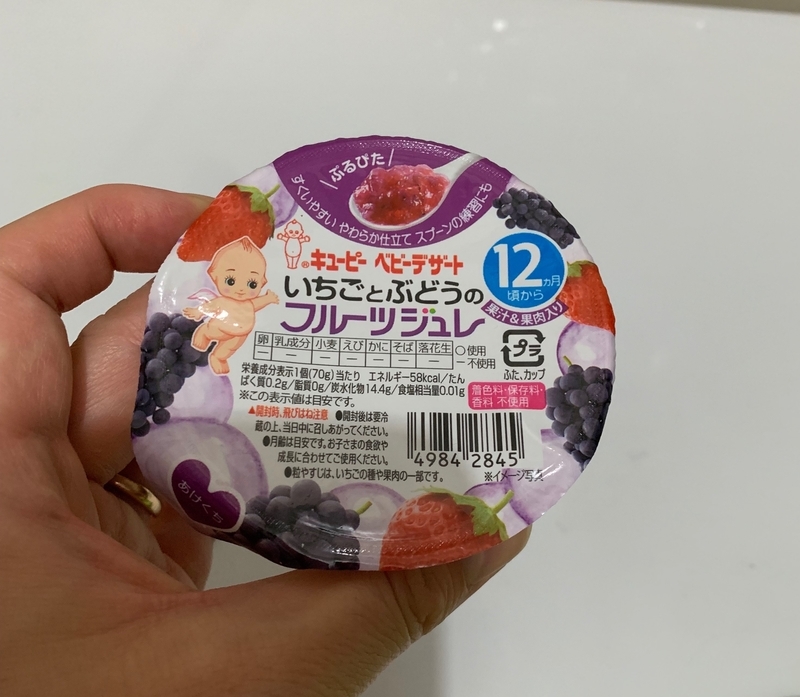 ぷるぴた
すくいやすい やわらか仕立て スプーンの練習にも
キューピー ベビーデザート
12ヵ月
頃から
いちごとぶどうの
フルーツジュレ
果汁&果肉入り
卵 乳成分 小麦 えび かに そば 落花生 ○使用
ー ー ー ー ー ー ー ー不使用
プラ
ふた、カップ
栄養成分表示1個(70g)当たり エネルギー58kcal/たん
ぱく質0.2g/脂質0g/炭水化物14.4g/食塩相当量0.01g
※この表示値は目安です。
着色料・保存料・
香料 不使用
▲開封時、飛びはね注意 ●開封後は要冷
蔵の上、当日中に召しあがってください。
●月齢は目安です。お子さまの食欲や
成長に合わせてご使用ください。
●粒やすじは、いちごの種や果肉の一部です。
4984 2845
※イメージ写真
あけくち